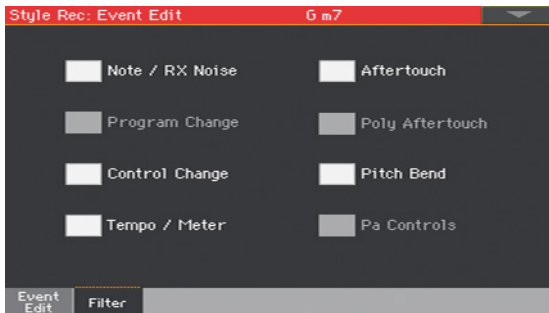 Style Rec: Event Edit G m7
Note / RX Noise Aftertouch
Program Change Poly Aftertouch
Control Change Pitch Bend
Tempo / Meter Pa Controls
Event Edit Filter